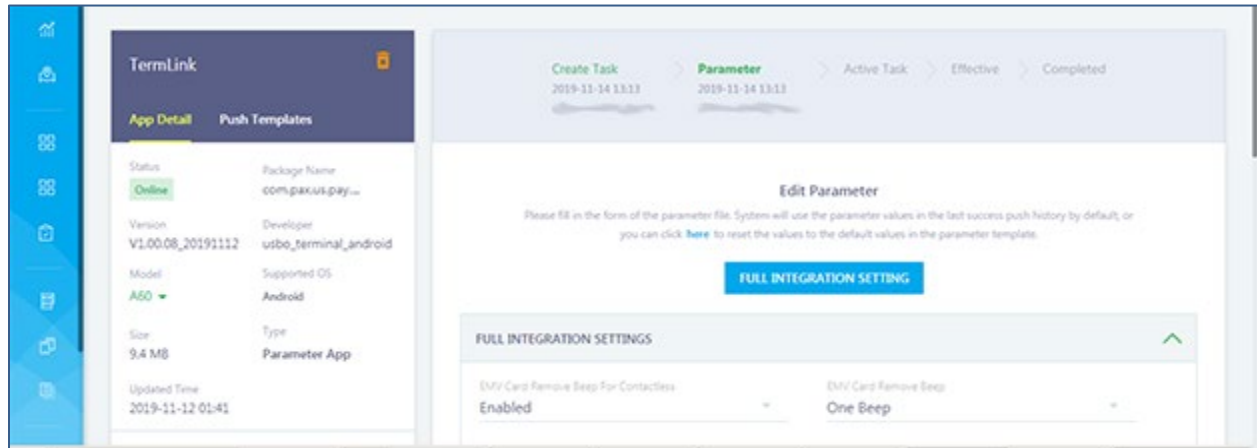 TermLink
App Detail Push Templates
Status Package Name
Online com.pax.us.pay....
Version Developer
V1.00.08_20191112 usbo_terminal_android
Model Supported OS
A60 Android
Size Type
9.4 MB Parameter App
Updated Time
2019-11-12 01:41
Create Task Parameter Active Task Effective Completed
2019-11-14 13:13 2019-11-14 13:13
Edit Parameter
Please fill in the form of the parameter file. System will use the parameter values in the last success push history by default, or
you can click here to reset the values to the default values in the parameter template.
FULL INTEGRATION SETTING
FULL INTEGRATION SETTINGS
EMV Card Remove Beep For Contactless EMV Card Remove Beep
Enabled One Beep